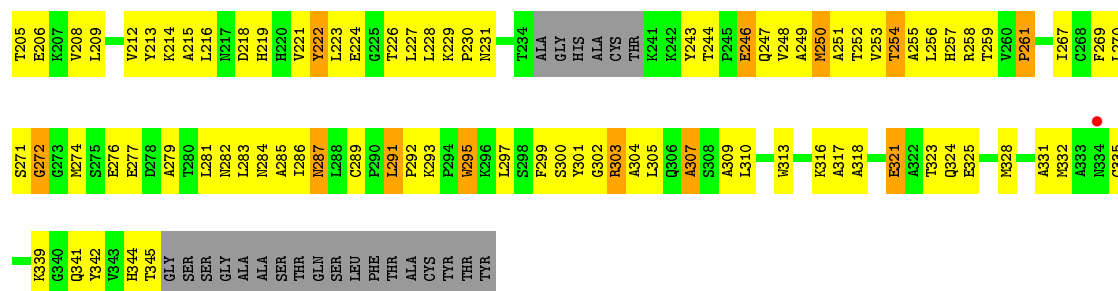 T205 E206 K207 V208 L209 V212 Y213 K214 A215 L216 N217 D218 H219 H220 V221 Y222 L223 E224 G225 T226 L227 L228 K229 P230 N231 T234 ALA GLY HIS ALA CYS THR K241 K242 Y243 T244 P245 E246 Q247 V248 A249 M250 A251 T252 V253 T254 A255 L256 H257 R258 T259 V260 P261 I267 C268 F269
S271 G272 G273 M274 S275 E276 E277 D278 A279 T280 L281 N282 L283 N284 A285 I286 N287 L288 C289 P290 L291 P292 K293 P294 W295 K296 L297 S298 F299 S300 Y301 G302 R303 A304 L305 Q306 A307 S308 A309 L310 W313 K316 A317 A318 E321 A322 T323 Q324 E325 M328 A331 M332 A333 N334
K339 G340 Q341 Y342 V343 H344 T345 GLY SER SER GLY ALA ALA SER THR GLN SER LEU PHE THR ALA CYS TYR THR TYR